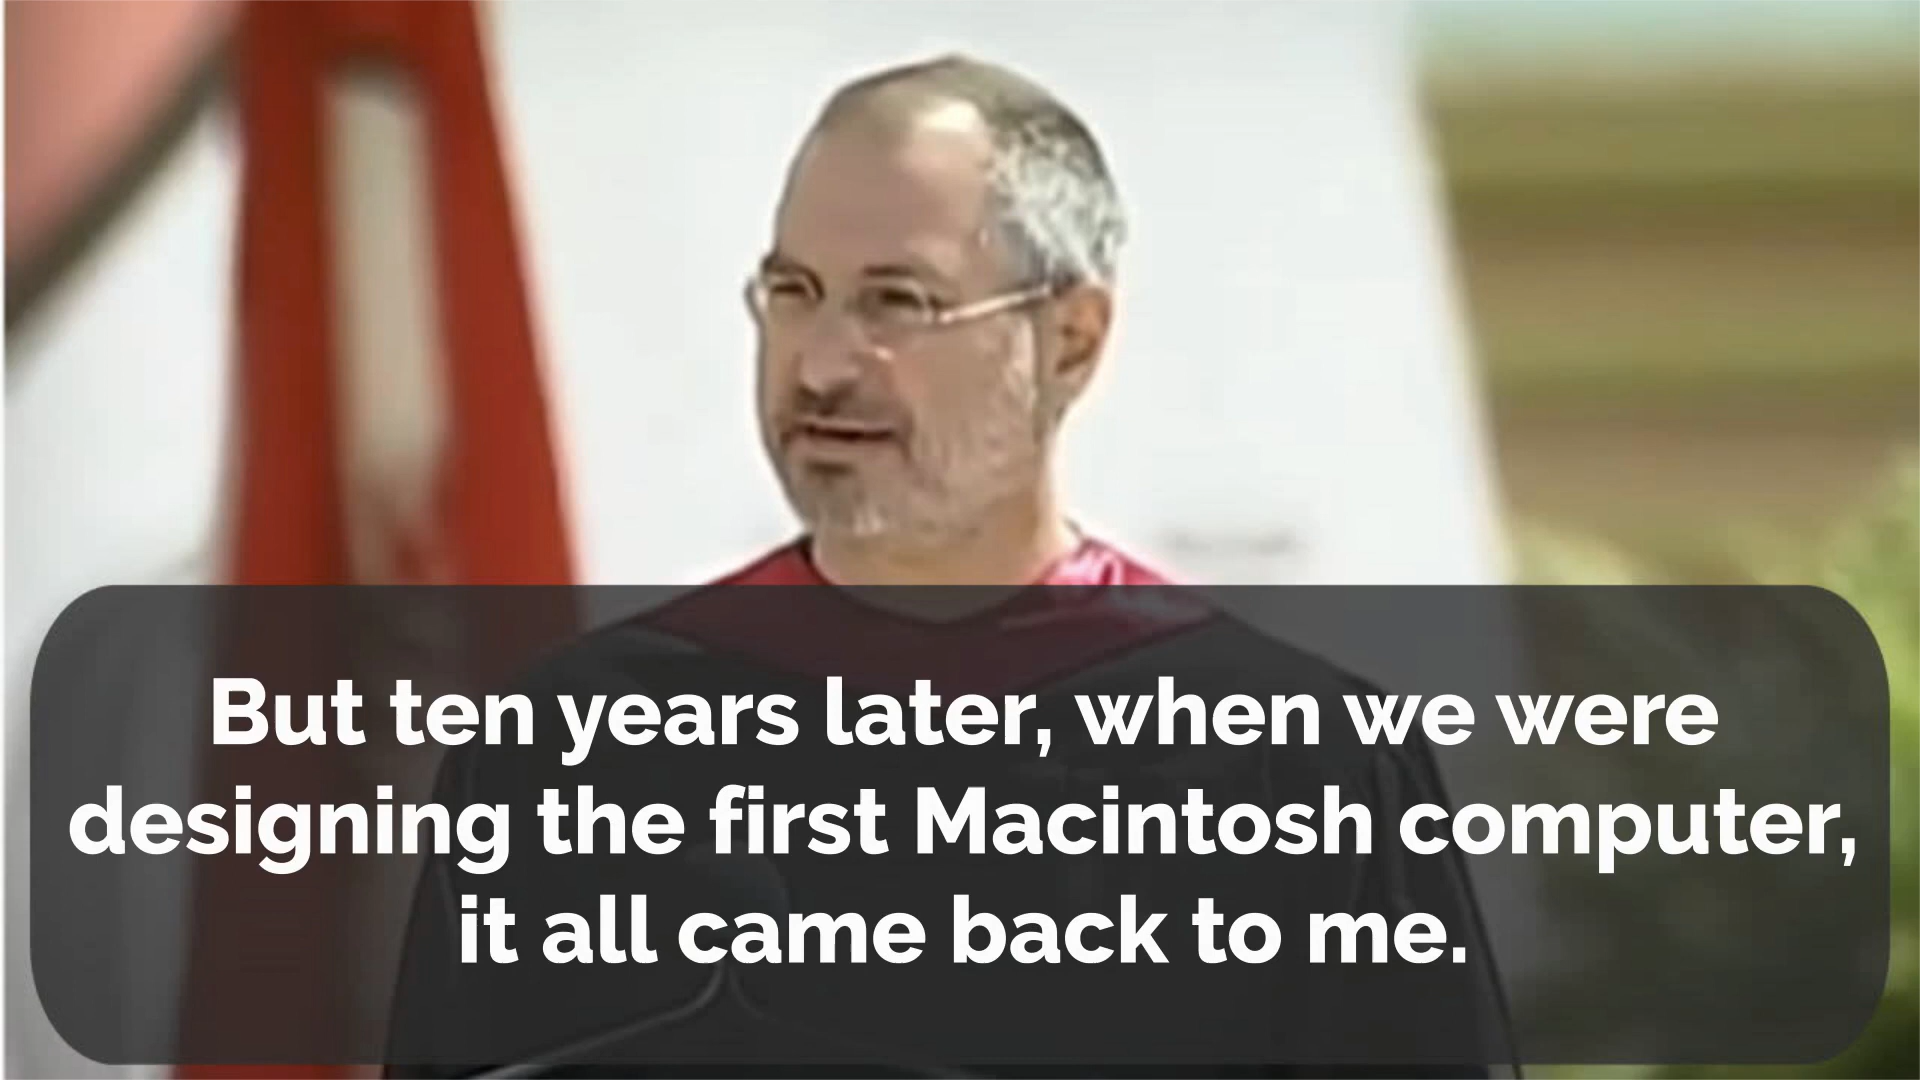 But ten years later, when we were
designing the first Macintosh computer,
it all came back to me.